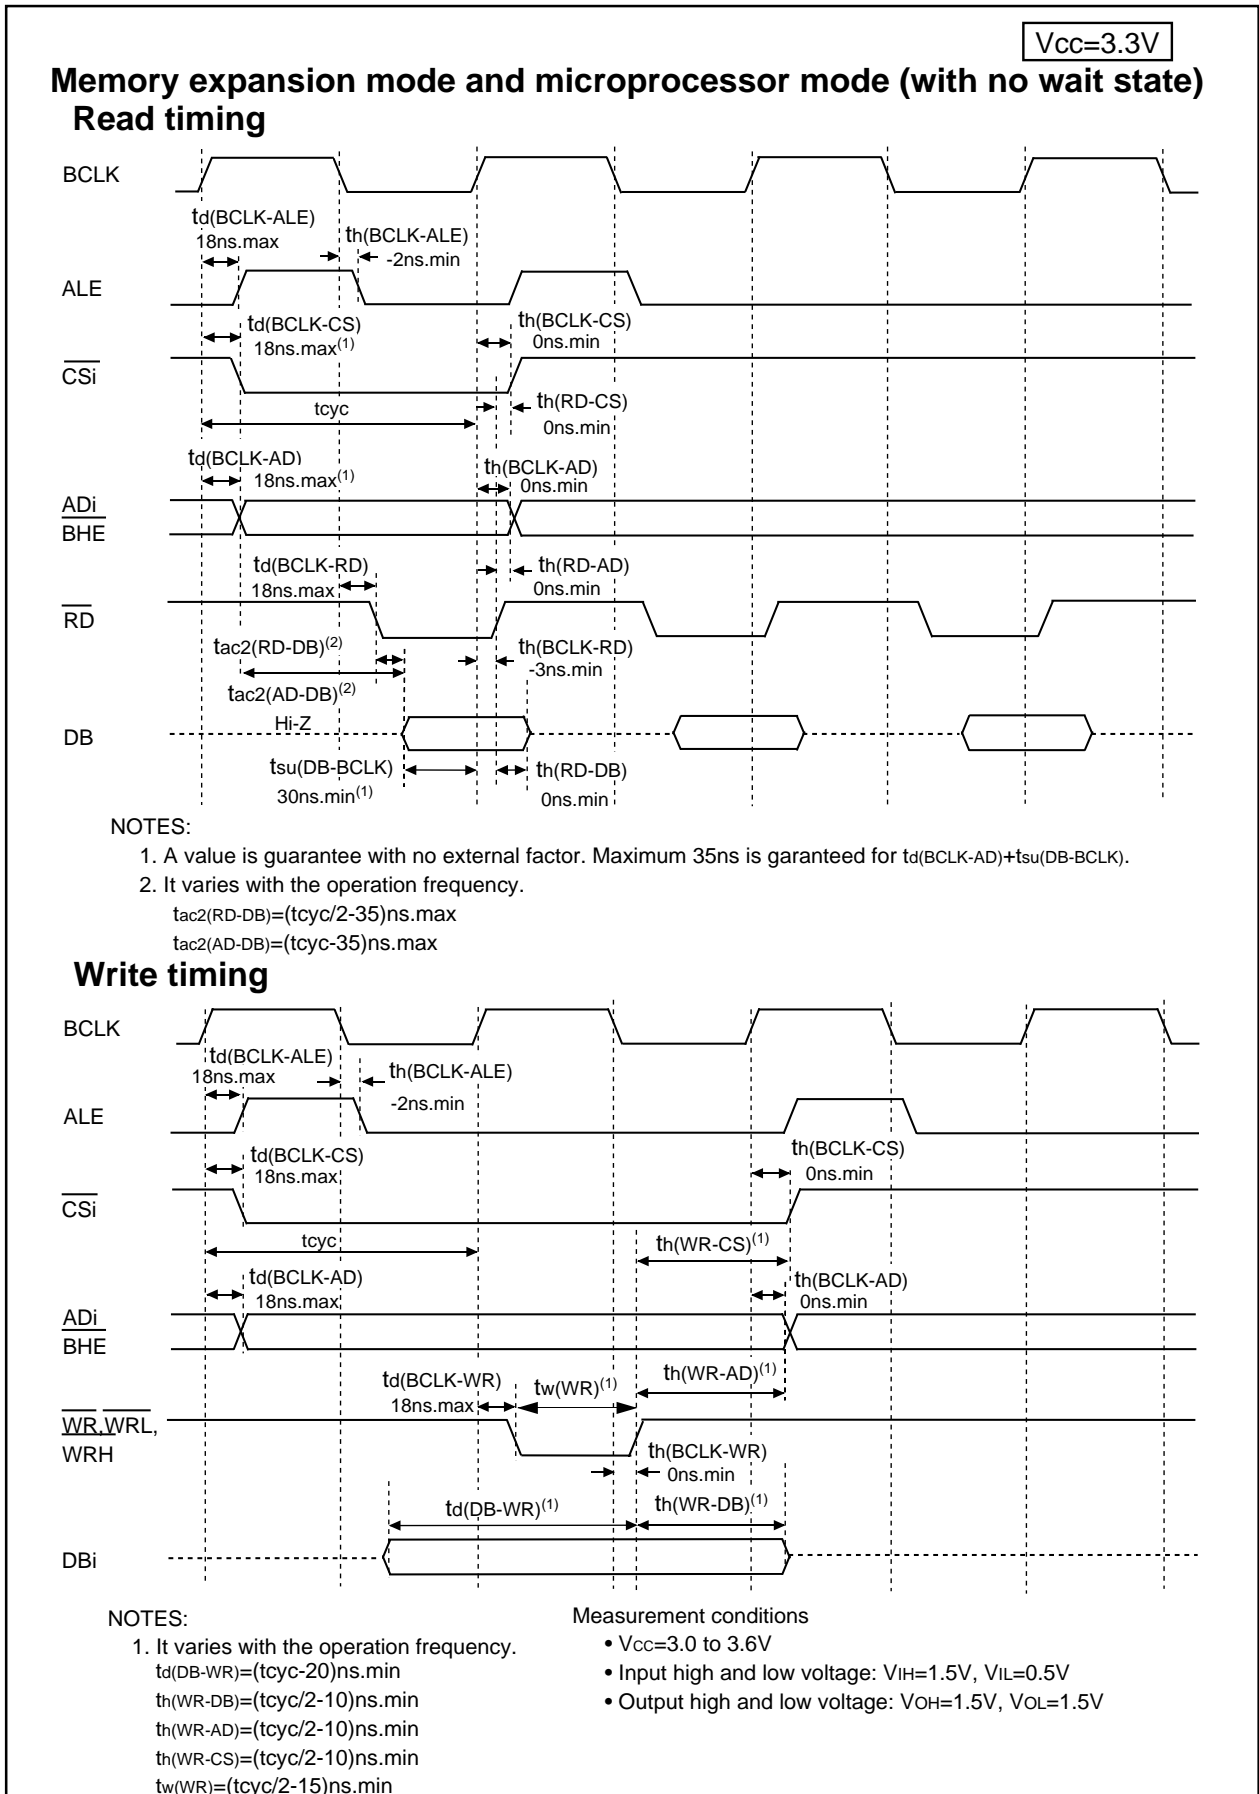 Vcc=3.3V
Memory expansion mode and microprocessor mode (with no wait state)
Read timing
BCLK
td(BCLK-ALE)
18ns.max
th(BCLK-ALE)
-2ns.min
ALE
td(BCLK-CS)
18ns.max(1)
th(BCLK-CS)
0ns.min
CSi
tcyc
th(RD-CS)
0ns.min
td(BCLK-AD)
18ns.max(1)
th(BCLK-AD)
0ns.min
ADi
BHE
td(BCLK-RD)
18ns.max
th(RD-AD)
0ns.min
RD
tac2(RD-DB)(2)
th(BCLK-RD)
-3ns.min
tac2(AD-DB)(2)
Hi-Z
DB
tsu(DB-BCLK)
30ns.min(1)
th(RD-DB)
0ns.min
NOTES:
1. A value is guarantee with no external factor. Maximum 35ns is garanteed for td(BCLK-AD)+tsu(DB-BCLK).
2. It varies with the operation frequency.
tac2(RD-DB)=(tcyc/2-35)ns.max
tac2(AD-DB)=(tcyc-35)ns.max
Write timing
BCLK
td(BCLK-ALE)
18ns.max
th(BCLK-ALE)
-2ns.min
ALE
td(BCLK-CS)
18ns.max
th(BCLK-CS)
0ns.min
CSi
tcyc
th(WR-CS)(1)
td(BCLK-AD)
18ns.max
th(BCLK-AD)
0ns.min
ADi
BHE
td(BCLK-WR)
18ns.max
tw(WR)(1)
th(WR-AD)(1)
WR,WRL,
WRH
th(BCLK-WR)
0ns.min
td(DB-WR)(1)
th(WR-DB)(1)
DBi
NOTES:
1. It varies with the operation frequency.
td(DB-WR)=(tcyc-20)ns.min
th(WR-DB)=(tcyc/2-10)ns.min
th(WR-AD)=(tcyc/2-10)ns.min
th(WR-CS)=(tcyc/2-10)ns.min
tw(WR)=(tcyc/2-15)ns.min
Measurement conditions
• VCC=3.0 to 3.6V
• Input high and low voltage: VIH=1.5V, VIL=0.5V
• Output high and low voltage: VOH=1.5V, VOL=1.5V